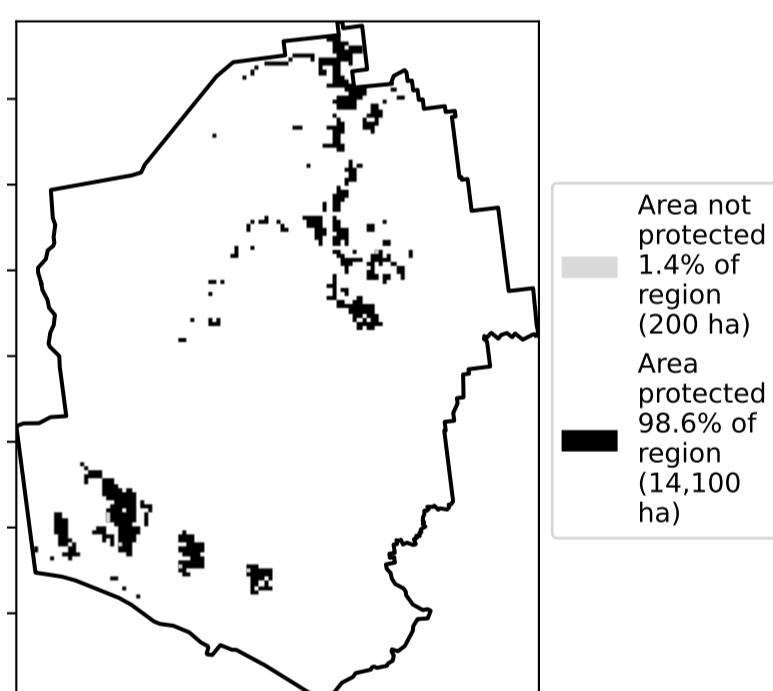 Area not
protected
1.4% of
region
(200 ha)
Area
protected
98.6% of
region
(14,100
ha)